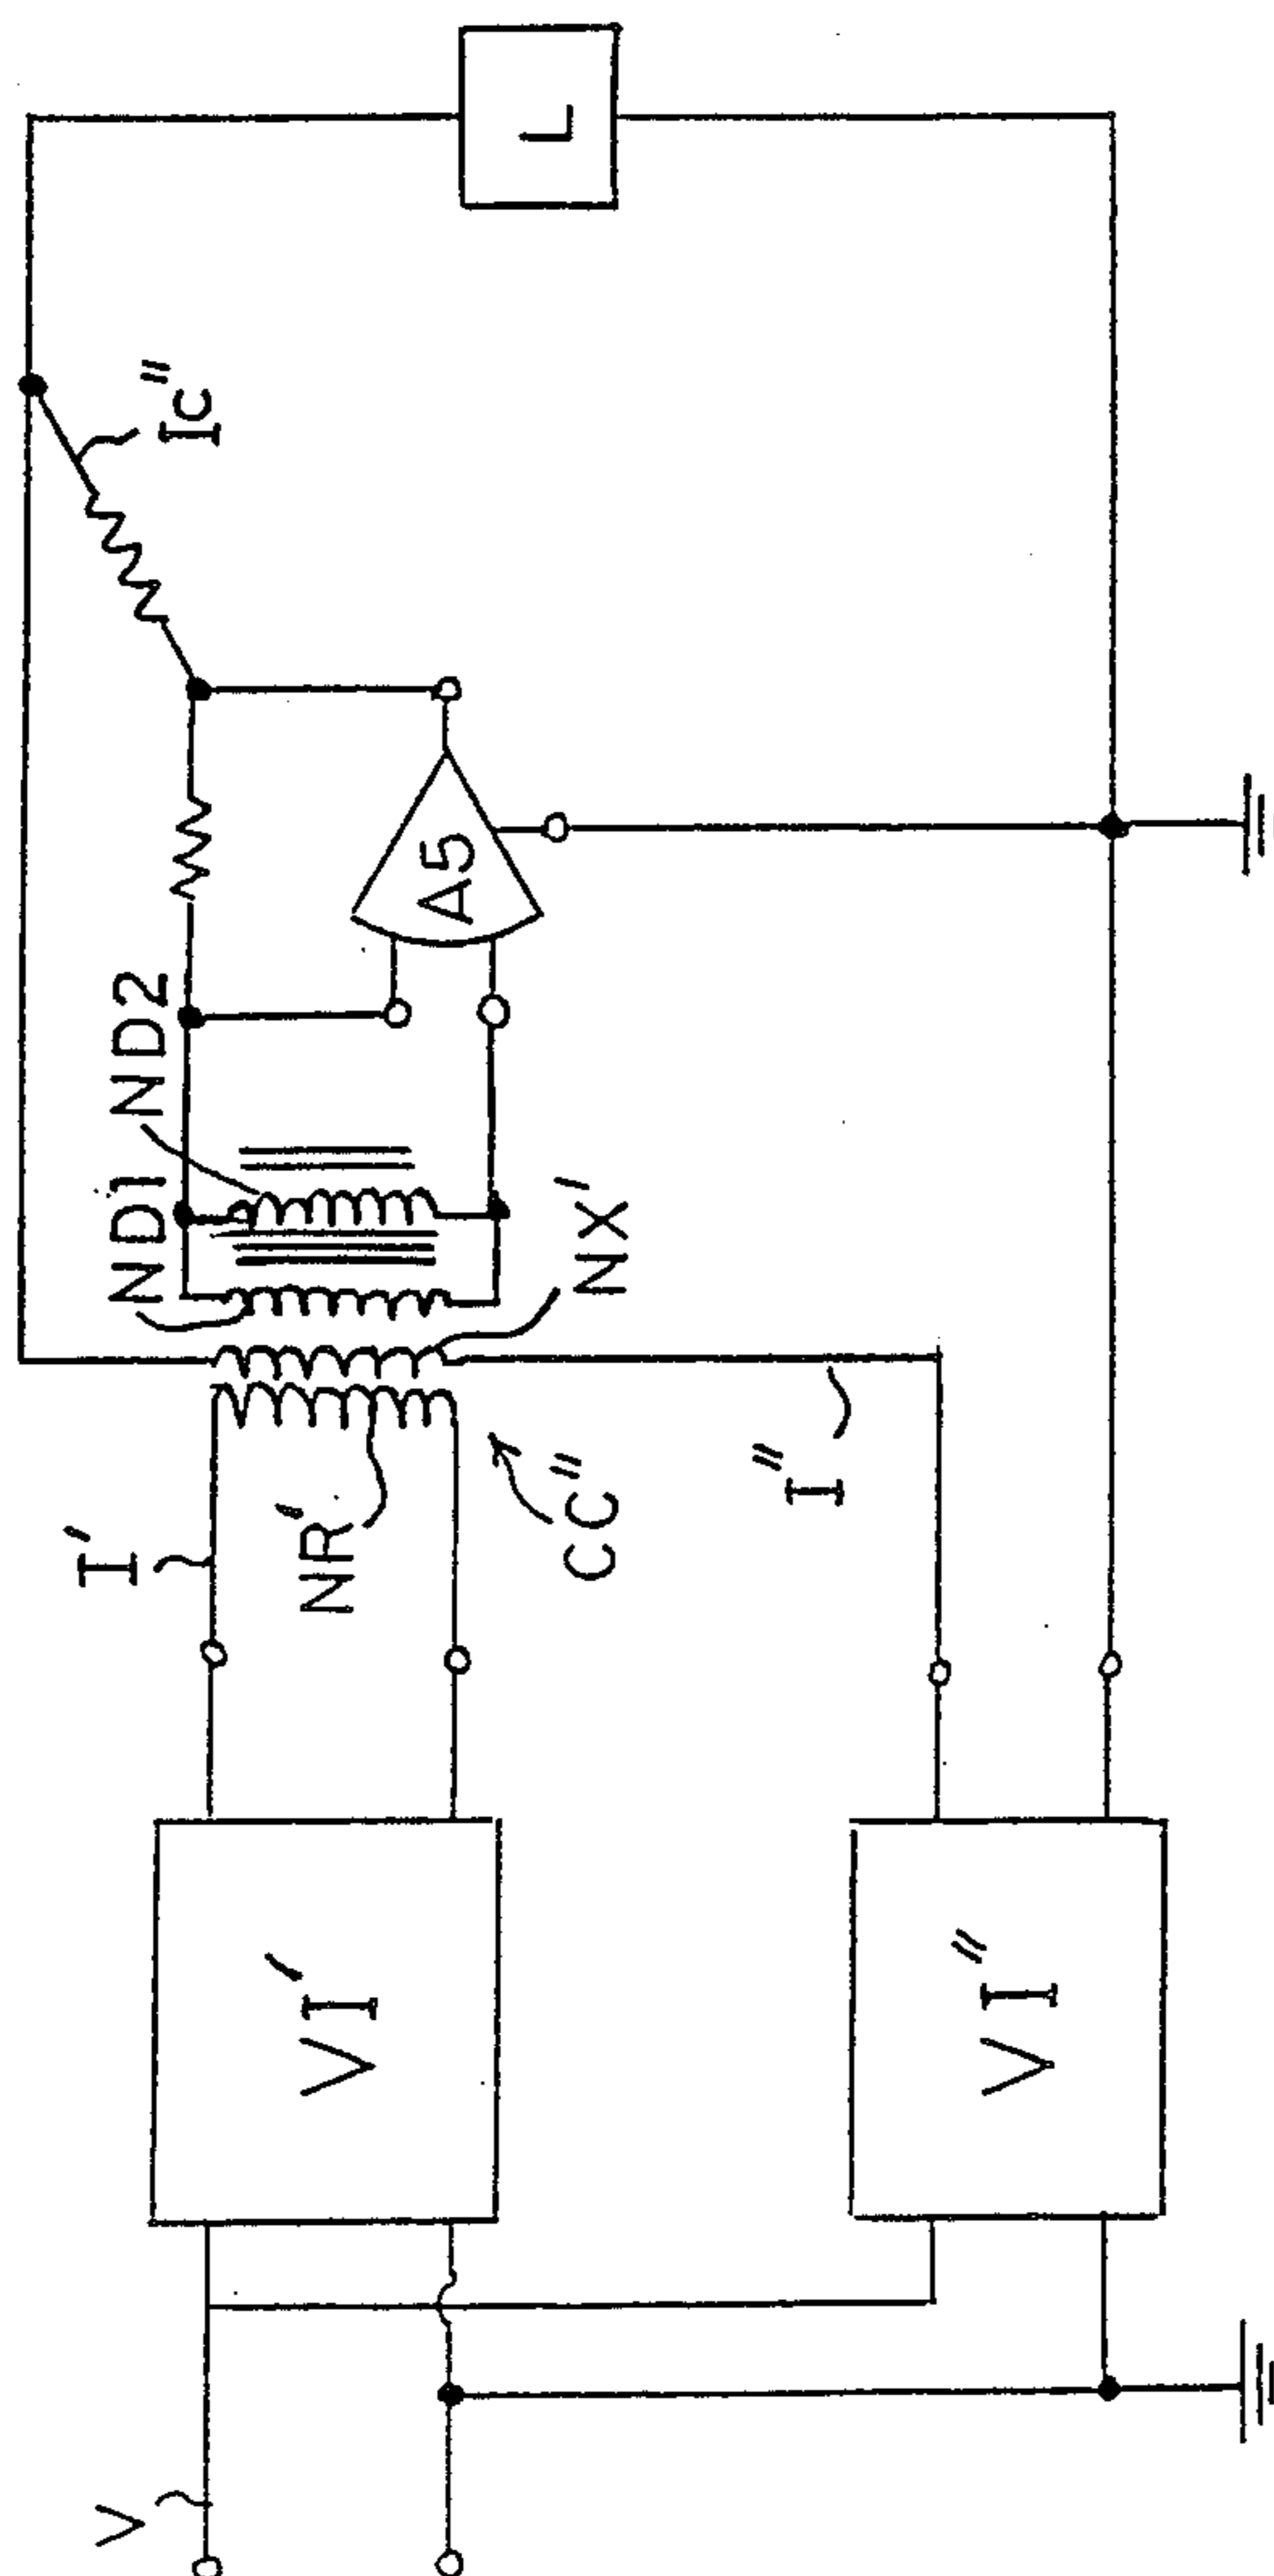 V
VI'
VI"
I'
NR'
CC"
I"
ND1
ND2
NX'
A5
Ic"
L